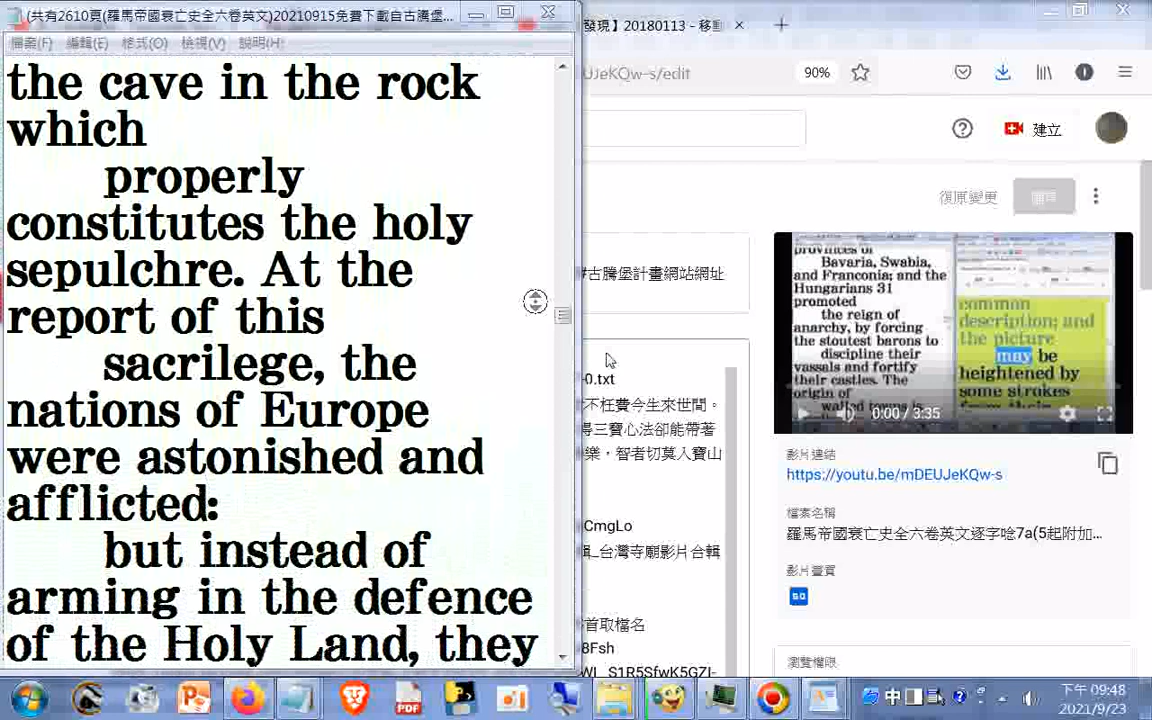 (共有2610頁(羅馬帝國衰亡史全六卷英文)20210915免費下載自古騰堡...
檔案(F) 編輯(E) 格式(O) 檢視(V) 說明(H)
the cave in the rock
which
properly
constitutes the holy
sepulchre. At the
report of this
sacrilege, the
nations of Europe
were astonished and
afflicted:
but instead of
arming in the defence
of the Holy Land, they
發現】20180113 - 移動
UJeKQw-s/edit
90%
建立
復原變更
#古騰堡計畫網站網址
-0.txt
不枉費今生來世間。
得三寶心法卻能帶著
樂，智者切莫入寶山
CmgLo
輯_台灣寺廟影片合輯
首取檔名
8Fsh
WI_S1R5SfwK5GZI-
provinces of
Bavaria, Swabia,
and Franconia; and the
Hungarians 31
promoted
the reign of
anarchy, by forcing
the stoutest barons to
discipline their
vassals and fortify
their castles. The
origin of
walled towns is
common
description; and
the picture
may be
heightened by
some strokes
0:00 / 3:35
影片連結
https://youtu.be/mDEUJeKQw-s
檔案名稱
羅馬帝國衰亡史全六卷英文逐字唸7a(5起附加...
影片畫質
SD
瀏覽權限
中
下午 09:48
2021/9/23